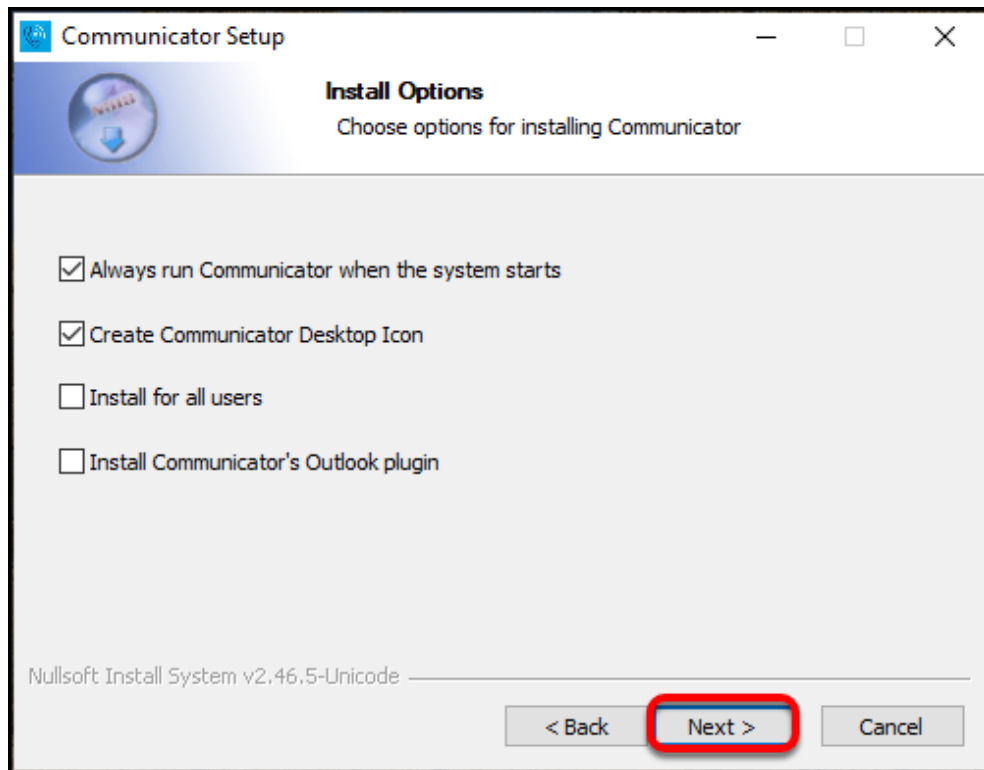 Communicator Setup
Install Options
Choose options for installing Communicator
Always run Communicator when the system starts
Create Communicator Desktop Icon
Install for all users
Install Communicator's Outlook plugin
Nullsoft Install System v2.46.5-Unicode
< Back Next > Cancel